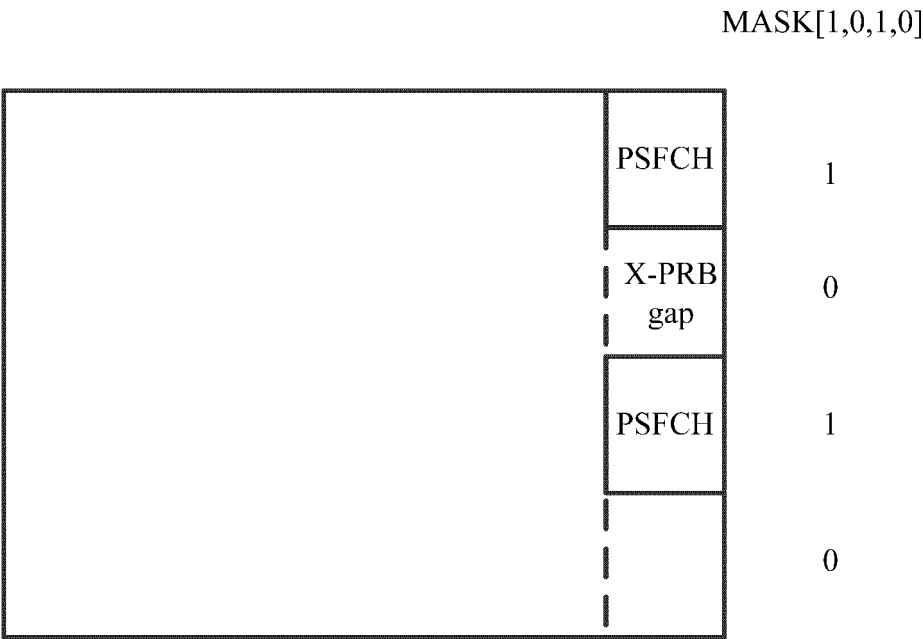 MASK[1,0,1,0]
PSFCH
1
X-PRB
gap
0
PSFCH
1
0